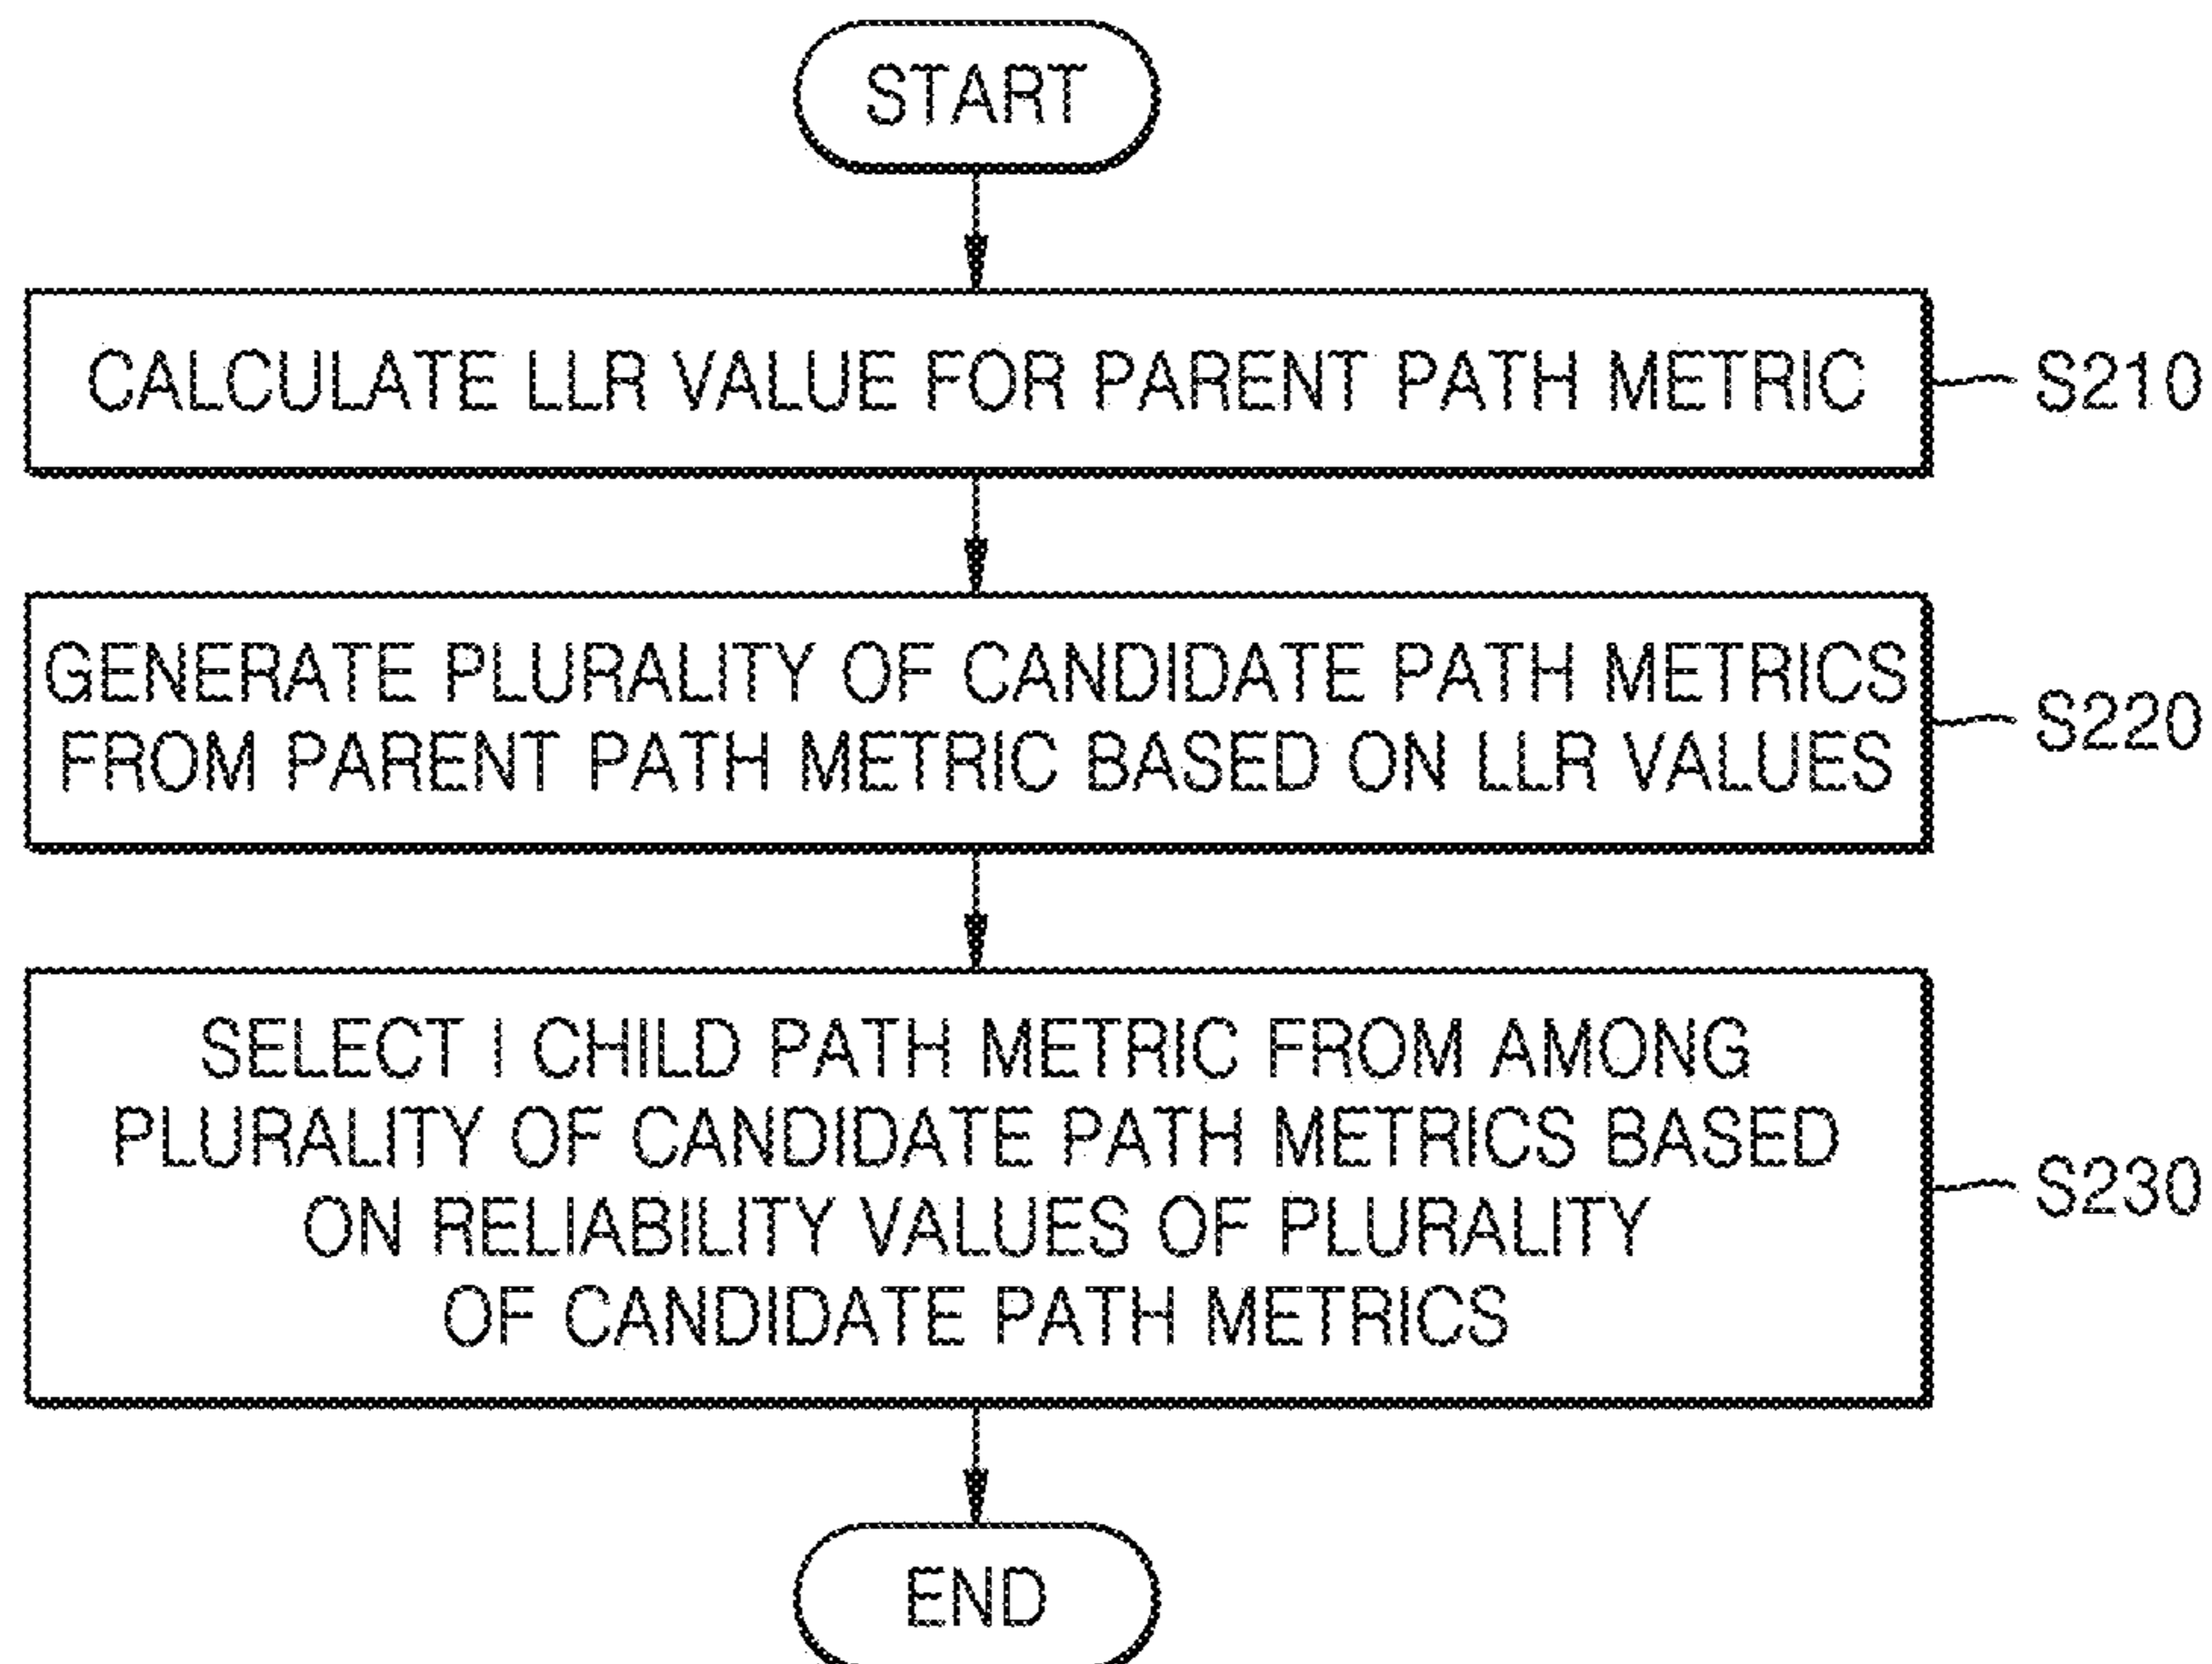 START
CALCULATE LLR VALUE FOR PARENT PATH METRIC
S210
GENERATE PLURALITY OF CANDIDATE PATH METRICS
FROM PARENT PATH METRIC BASED ON LLR VALUES
S220
SELECT I CHILD PATH METRIC FROM AMONG
PLURALITY OF CANDIDATE PATH METRICS BASED
ON RELIABILITY VALUES OF PLURALITY
OF CANDIDATE PATH METRICS
S230
END